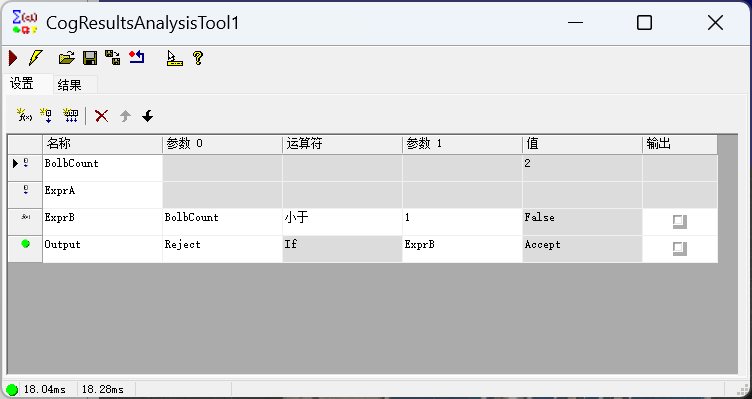 CogResultsAnalysisTool1
设置 结果
名称 参数 0 运算符 参数 1 值 输出
BolbCount 2
ExprA
ExprB BolbCount 小于 1 False
Output Reject If ExprB Accept
18.04ms 18.28ms